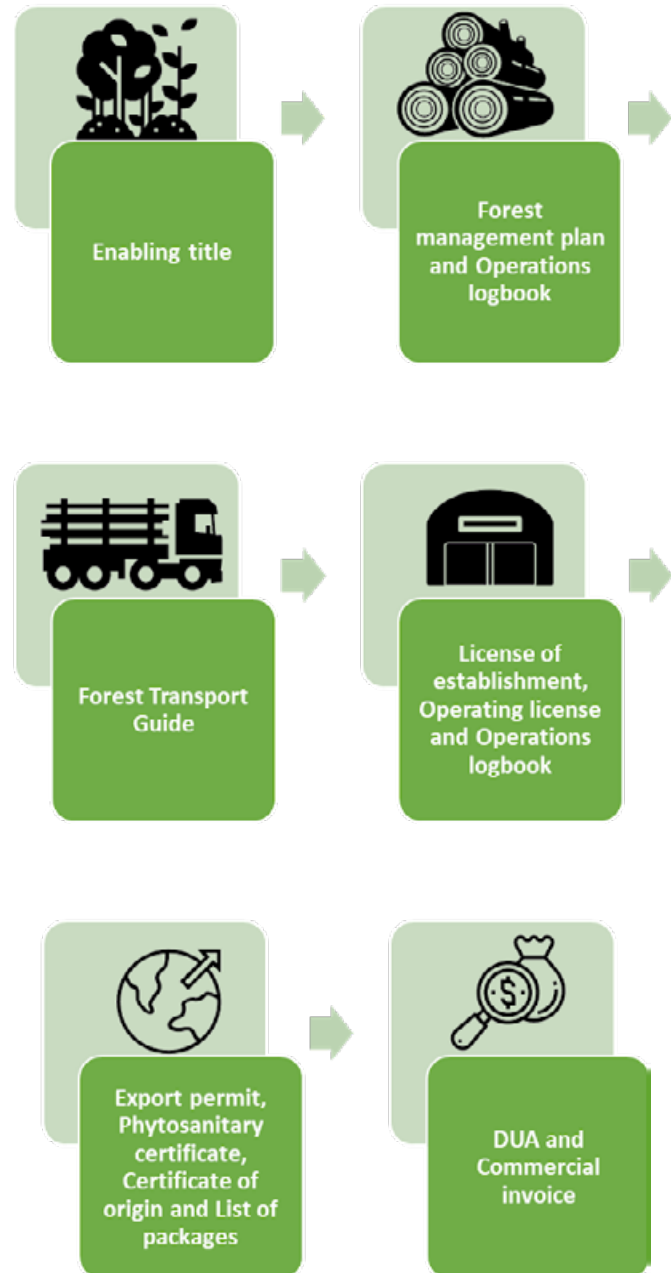 Enabling title
Forest
management plan
and Operations
logbook
Forest Transport
Guide
License of
establishment,
Operating license
and Operations
logbook
$
Export permit,
Phytosanitary
certificate,
Certificate of
origin and List of
packages
DUA and
Commercial
invoice